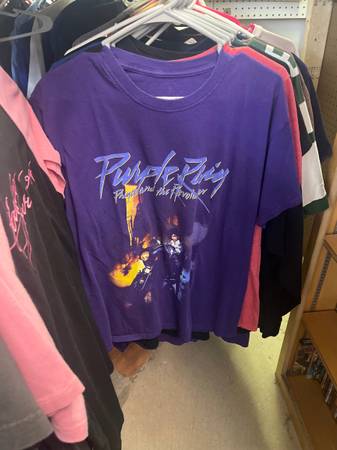 Purple Rain
Prince and the Revolution